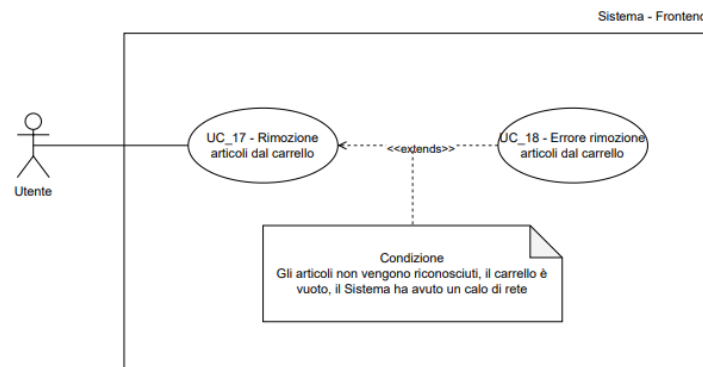 Sistema - Frontend
UC_17 - Rimozione
articoli dal carrello
<<extends>>
UC_18 - Errore rimozione
articoli dal carrello
Utente
Condizione
Gli articoli non vengono riconosciuti, il carrello è
vuoto, il Sistema ha avuto un calo di rete